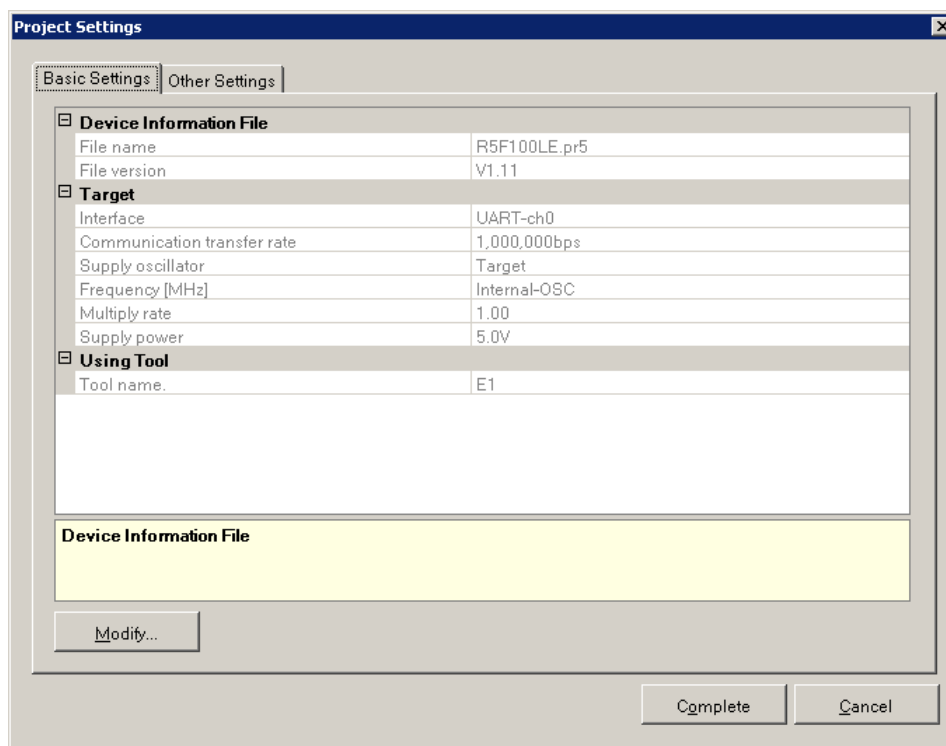 Project Settings
Basic Settings
Other Settings
Device Information File
File name R5F100LE.pr5
File version V1.11
Target
Interface UART-ch0
Communication transfer rate 1,000,000bps
Supply oscillator Target
Frequency [MHz] Internal-OSC
Multiply rate 1.00
Supply power 5.0V
Using Tool
Tool name. E1
Device Information File
Modify...
Complete
Cancel